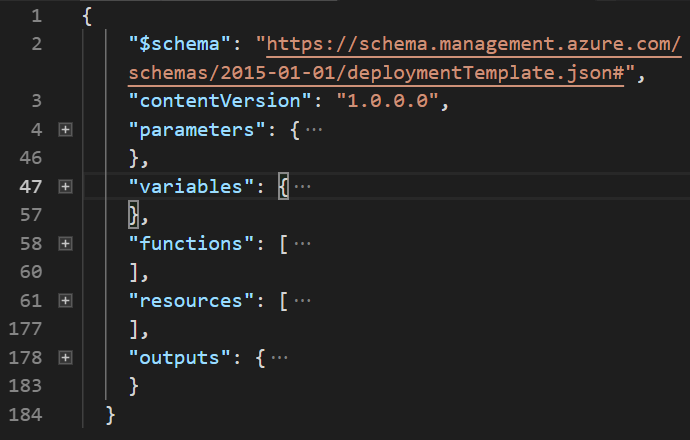 1 {
2 "$schema": "https://schema.management.azure.com/
schemas/2015-01-01/deploymentTemplate.json#",
3 "contentVersion": "1.0.0.0",
4 + "parameters": { ···
46 },
47 + "variables": { ···
57 },
58 + "functions": [ ···
60 ],
61 + "resources": [ ···
177 ],
178 + "outputs": { ···
183 }
184 }